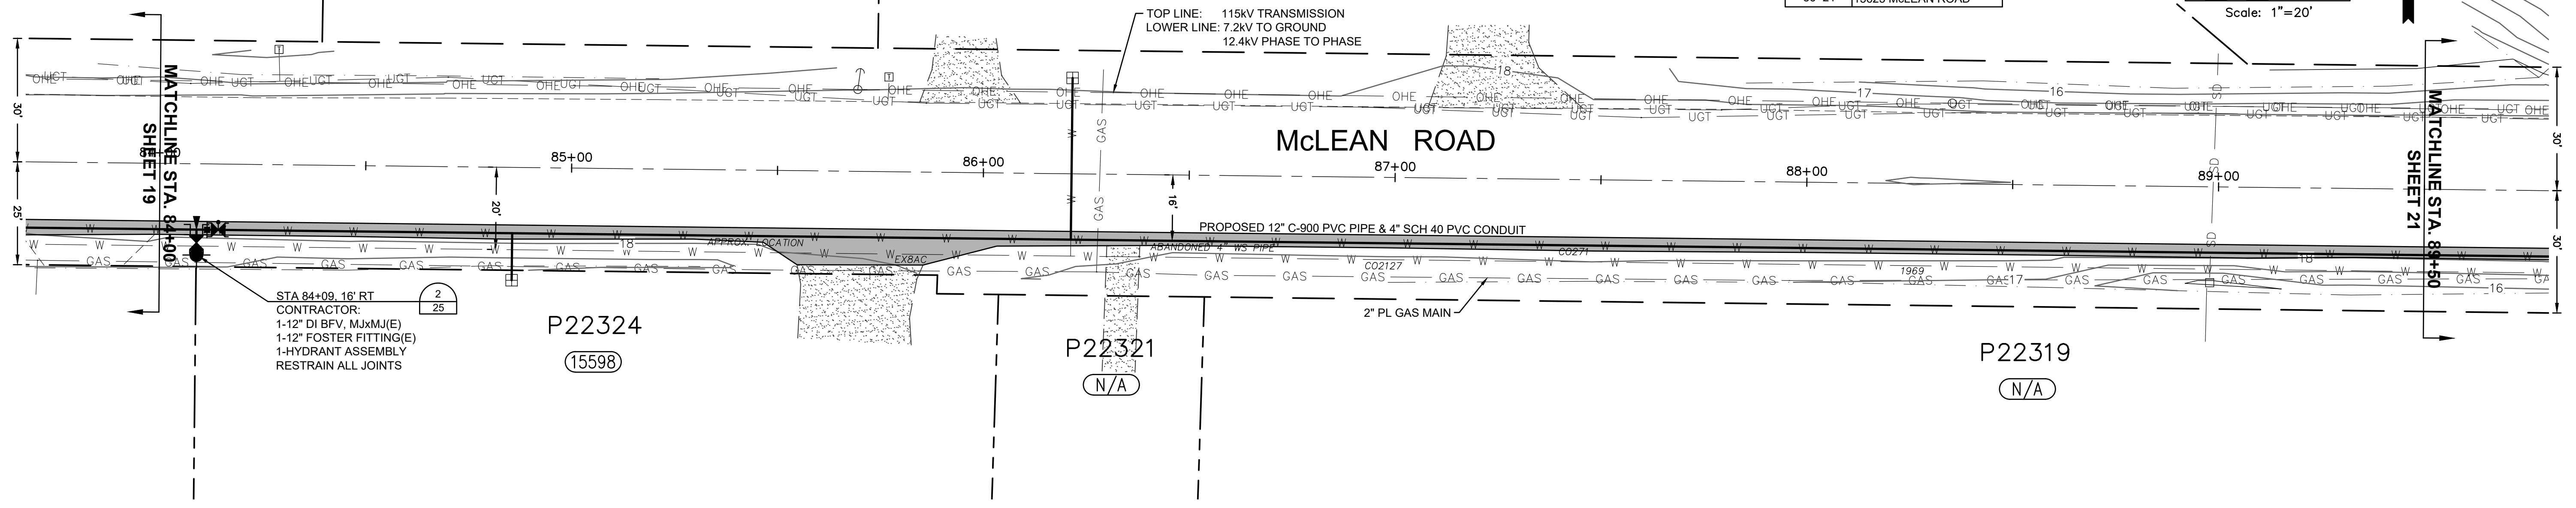 TOP LINE: 115kV TRANSMISSION
LOWER LINE: 7.2kV TO GROUND
12.4kV PHASE TO PHASE
Scale: 1"=20'
McLEAN ROAD
MATCHLINE STA. 84+00
SHEET 19
MATCHLINE STA. 89+50
SHEET 21
30'
25'
30'
30'
85+00
86+00
87+00
88+00
89+00
20'
16'
18
17
16
OHE
UGT
GAS
W
SD
T
PROPOSED 12" C-900 PVC PIPE & 4" SCH 40 PVC CONDUIT
18
APPROX. LOCATION
EX8AC
ABANDONED 4" WS PIPE
CO2127
CO271
1969
17
18
16
2" PL GAS MAIN
STA 84+09, 16' RT
CONTRACTOR:
1-12" DI BFV, MJxMJ(E)
1-12" FOSTER FITTING(E)
1-HYDRANT ASSEMBLY
RESTRAIN ALL JOINTS
2
25
P22324
15598
P22321
N/A
P22319
N/A